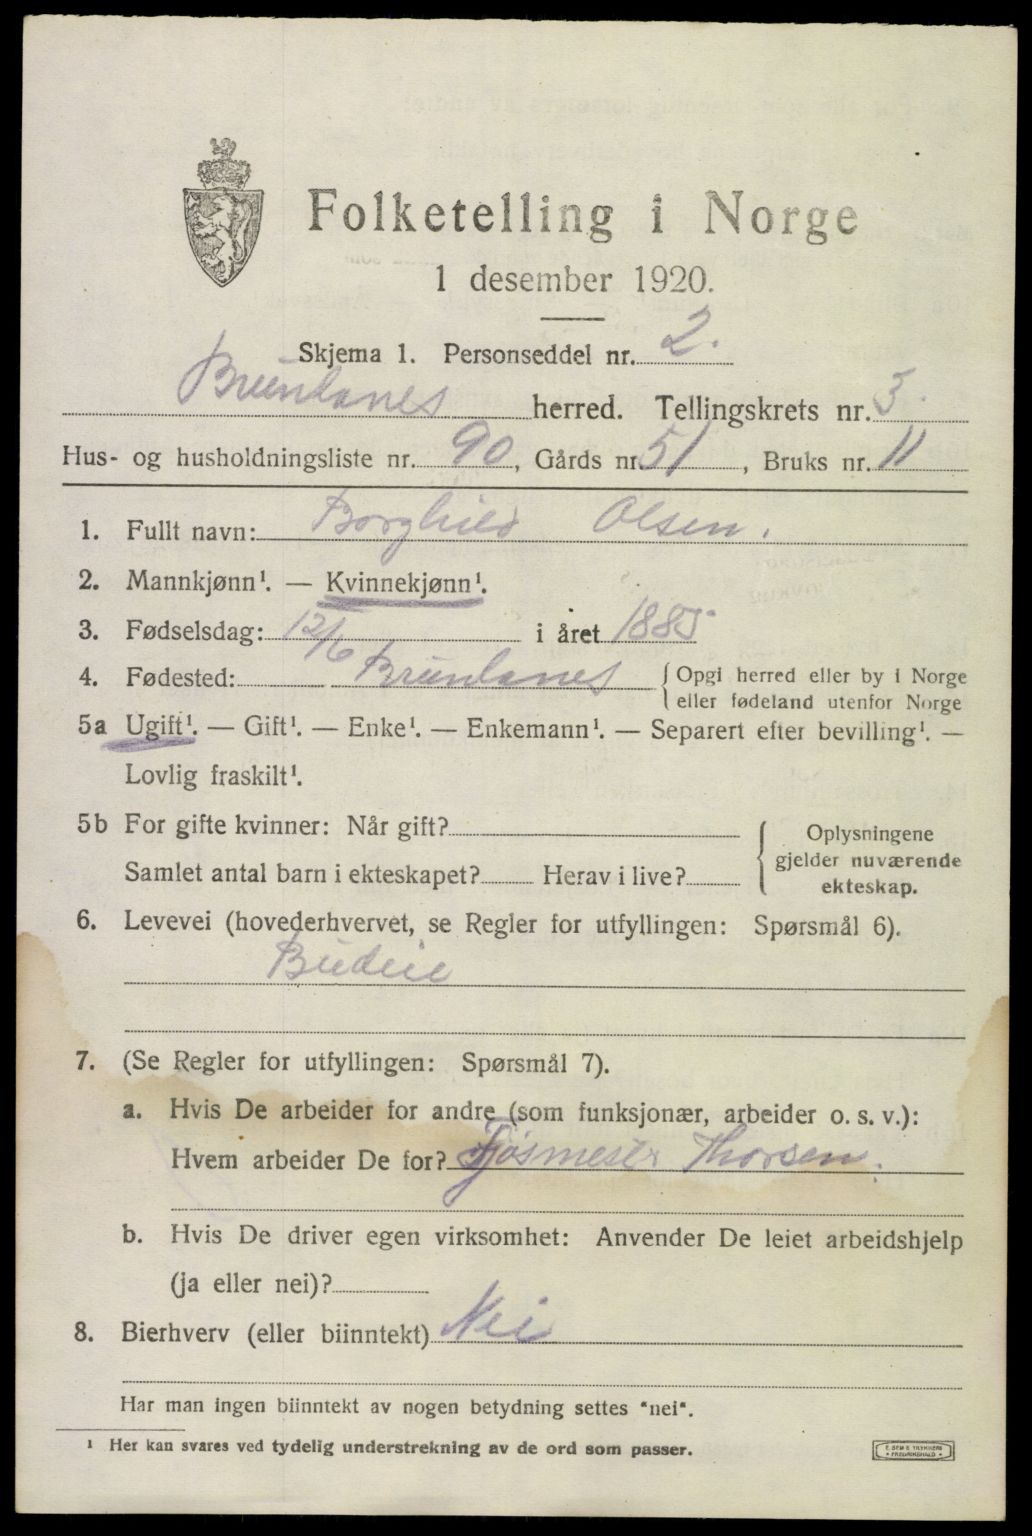 Folketelling i Norge
1 desember 1920.
Skjema 1. Personseddel nr. 2.
Brunlanes herred. Tellingskrets nr. 5.
Hus- og husholdningsliste nr. 90, Gårds nr. 51, Bruks nr. 11
1. Fullt navn: Borghild Olsen.
2. Mannkjønn¹. — Kvinnekjønn¹.
3. Fødselsdag: 12/6 i året 1885
4. Fødested: Brunlanes
Opgi herred eller by i Norge
eller fødeland utenfor Norge
5a Ugift¹. — Gift¹. — Enke¹. — Enkemann¹. — Separert efter bevilling¹. —
Lovlig fraskilt¹.
5b For gifte kvinner: Når gift?
Samlet antal barn i ekteskapet? Herav i live?
Oplysningene
gjelder nuværende
ekteskap.
6. Levevei (hovederhvervet, se Regler for utfyllingen: Spørsmål 6).
Budeie
7. (Se Regler for utfyllingen: Spørsmål 7).
a. Hvis De arbeider for andre (som funksjonær, arbeider o. s. v.):
Hvem arbeider De for? Fjøsmester Thorsen.
b. Hvis De driver egen virksomhet: Anvender De leiet arbeidshjelp
(ja eller nei)?
8. Bierhverv (eller biinntekt) Nei
Har man ingen biinntekt av nogen betydning settes "nei".
¹ Her kan svares ved tydelig understrekning av de ord som passer.
E. SEM'S TRYKKERI
FREDRIKSHALD